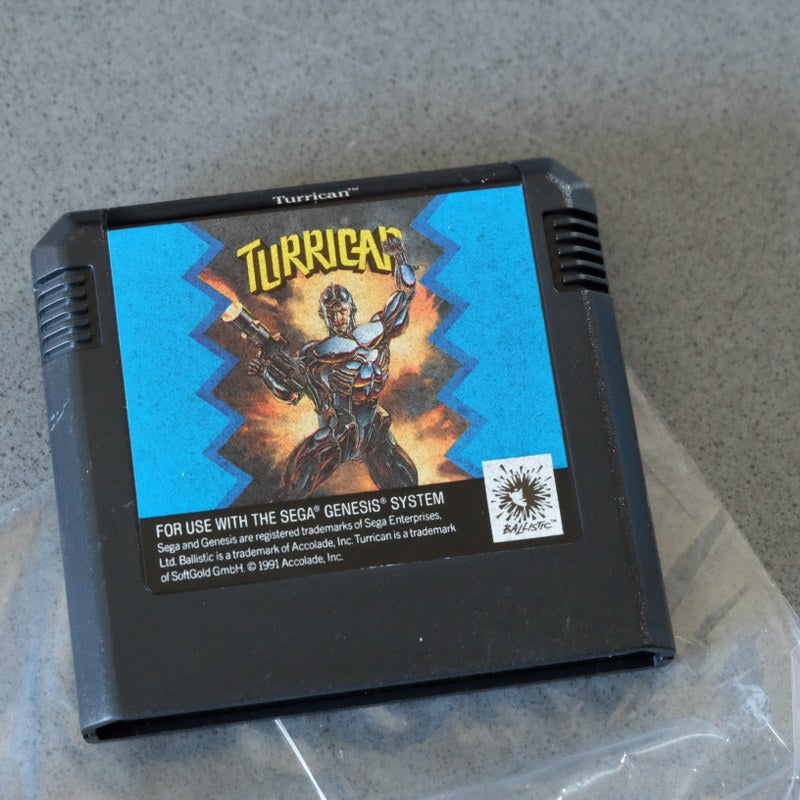 Turrican™
TURRICAN
FOR USE WITH THE SEGA® GENESIS® SYSTEM
Sega and Genesis are registered trademarks of Sega Enterprises,
Ltd. Ballistic is a trademark of Accolade, Inc. Turrican is a trademark
of SoftGold GmbH. © 1991 Accolade, Inc.
BALLISTIC™